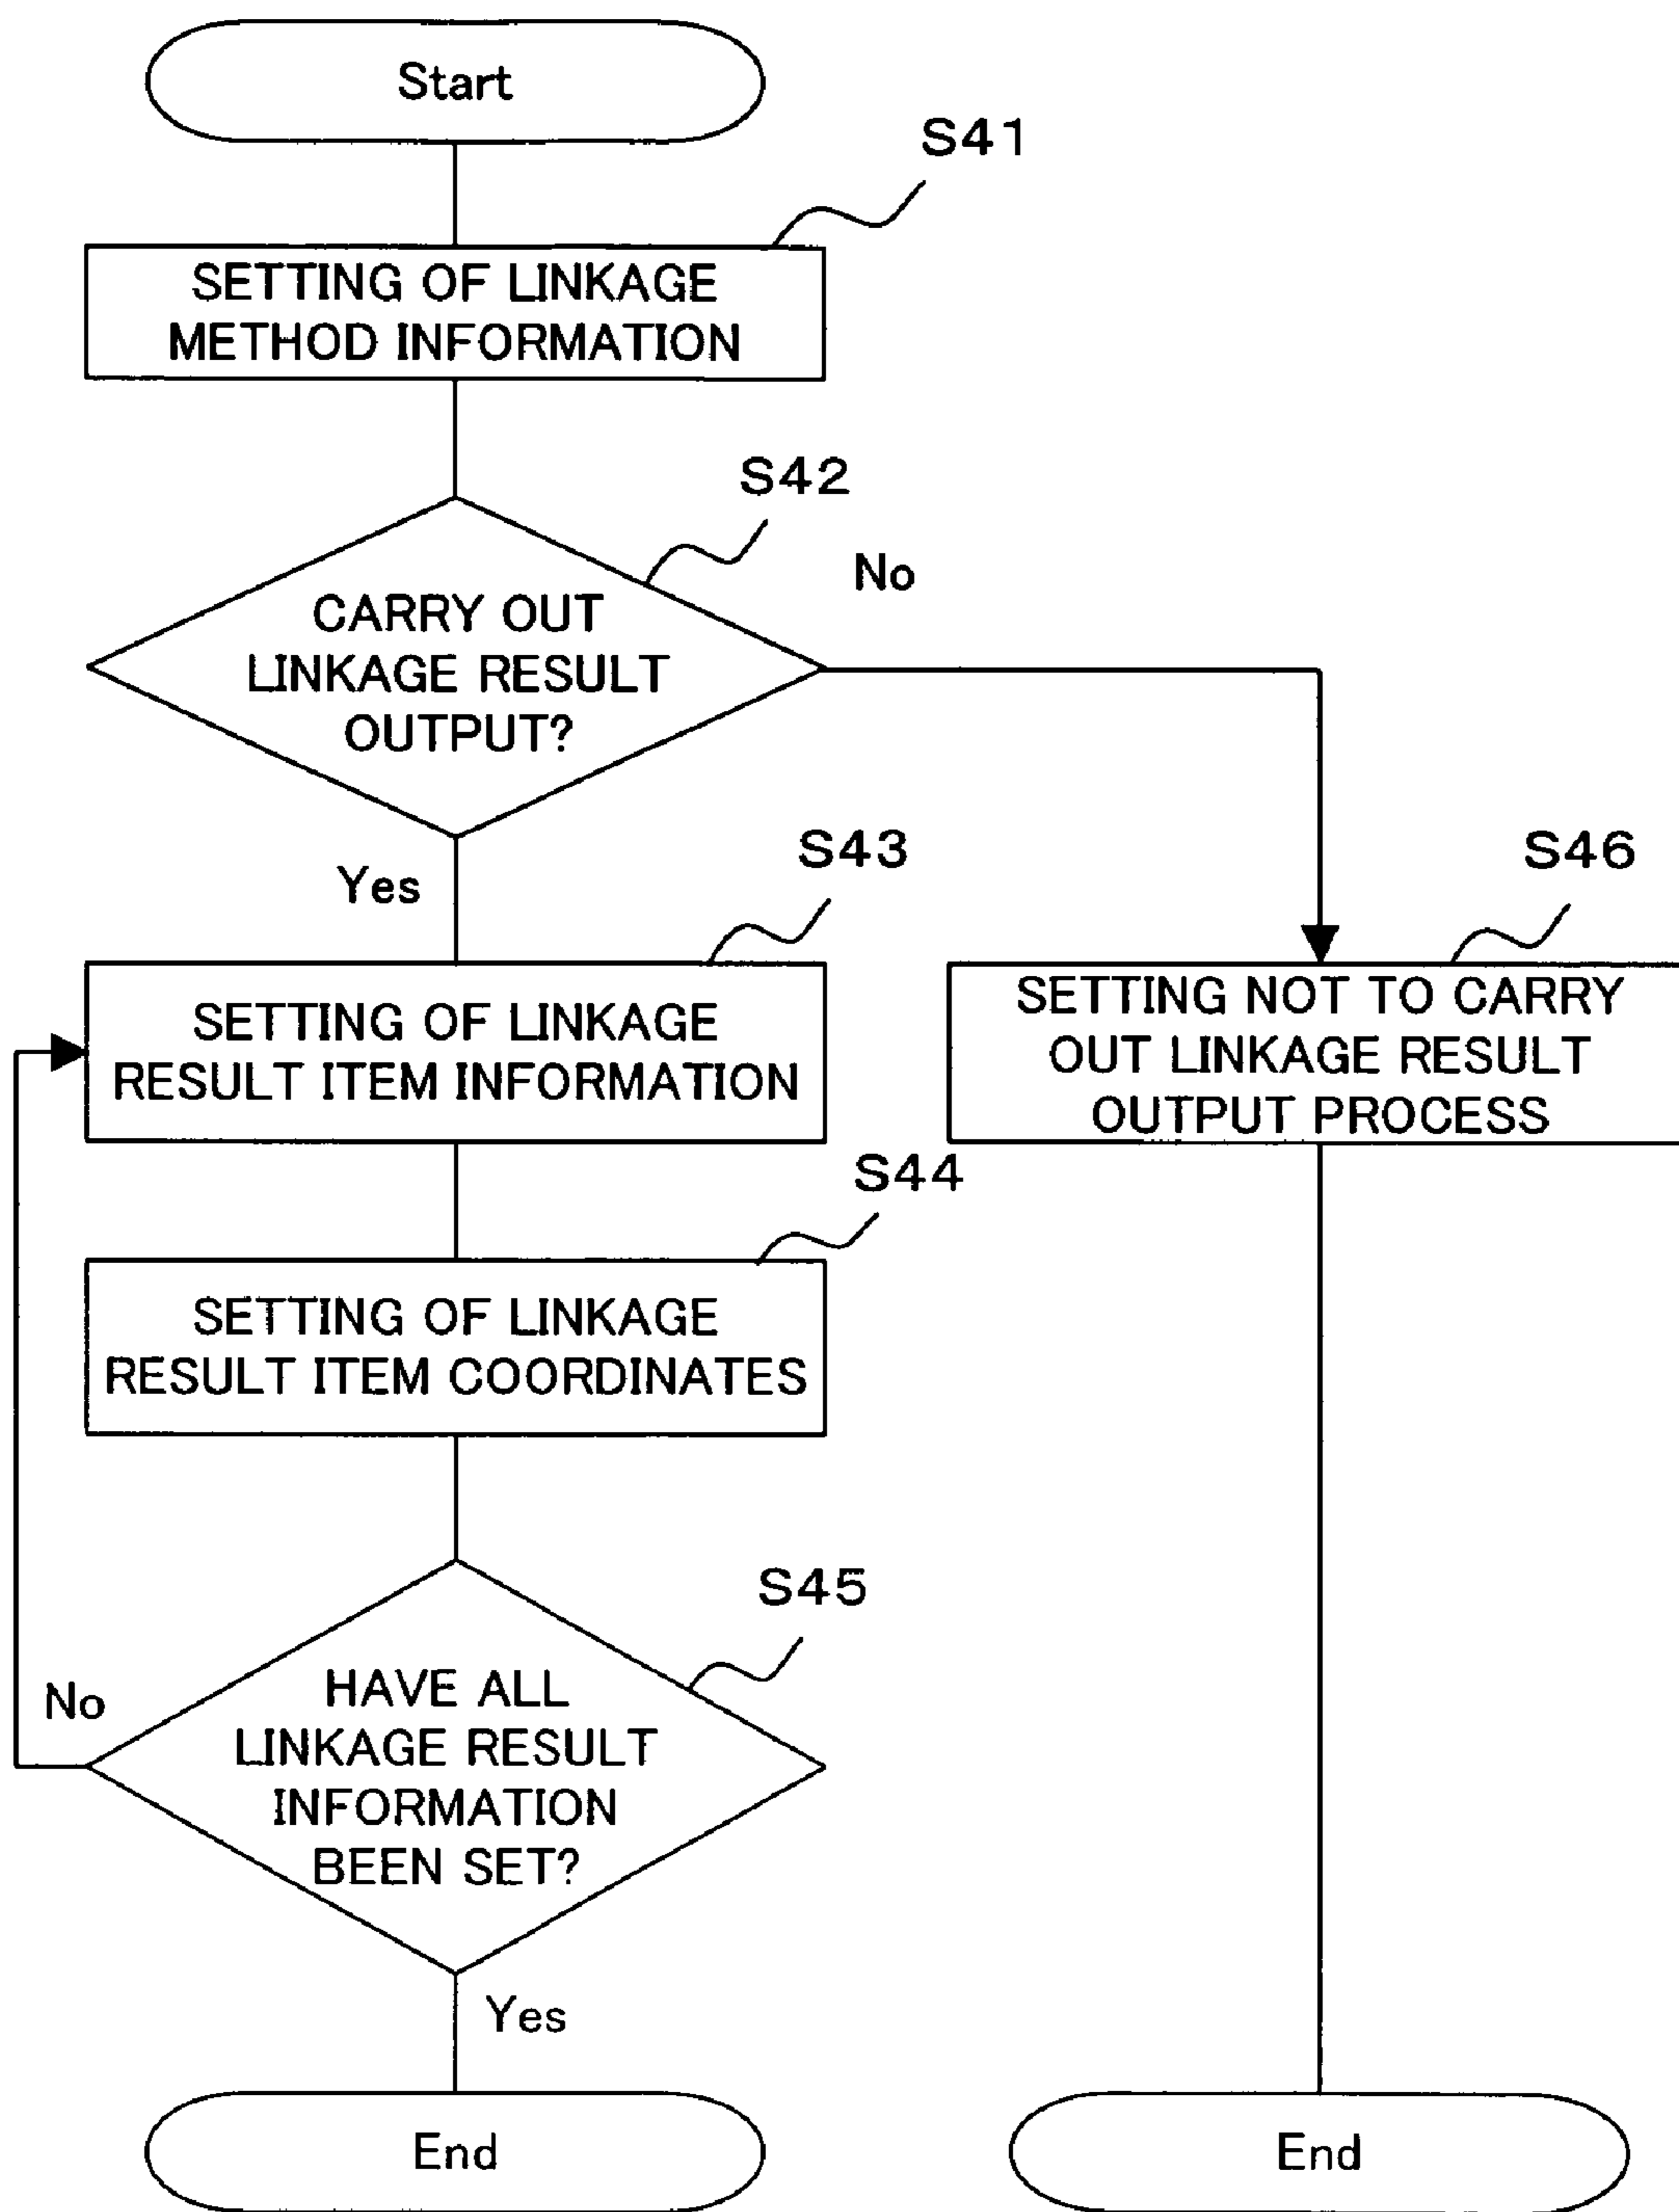 Start
S41
SETTING OF LINKAGE
METHOD INFORMATION
S42
No
CARRY OUT
LINKAGE RESULT
OUTPUT?
Yes
S43
S46
SETTING OF LINKAGE
RESULT ITEM INFORMATION
SETTING NOT TO CARRY
OUT LINKAGE RESULT
OUTPUT PROCESS
S44
SETTING OF LINKAGE
RESULT ITEM COORDINATES
S45
No
HAVE ALL
LINKAGE RESULT
INFORMATION
BEEN SET?
Yes
End
End